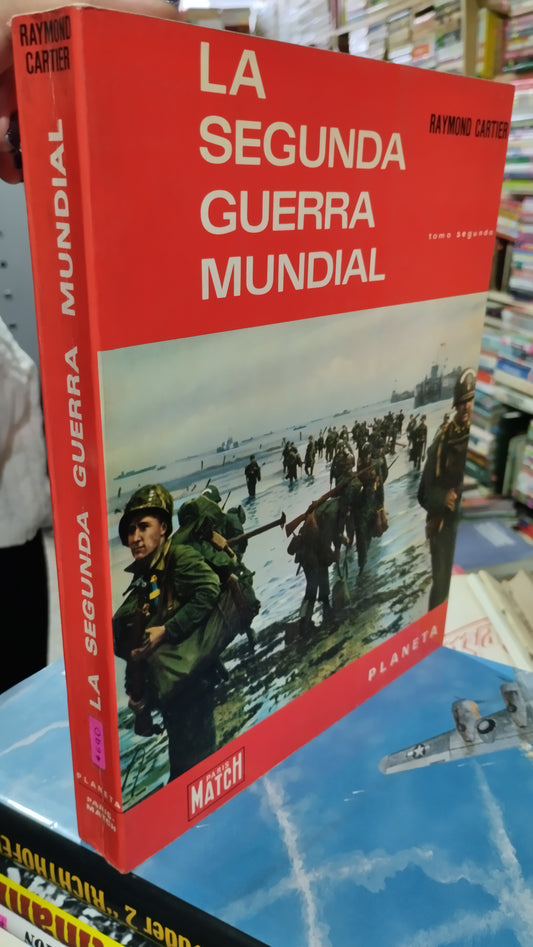 RAYMOND
CARTIER
LA SEGUNDA GUERRA MUNDIAL
*640
PLANETA
PARIS-
MATCH
LA
SEGUNDA
GUERRA
MUNDIAL
RAYMOND CARTIER
tomo segundo
PLANETA
PARIS
MATCH